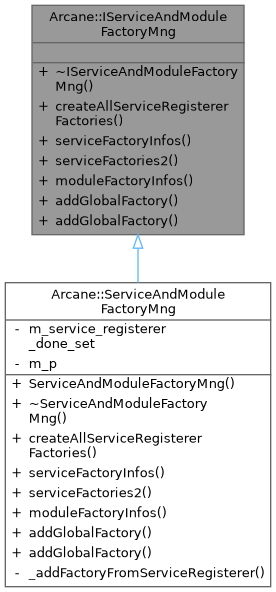 Arcane::IServiceAndModule
FactoryMng
+ ~IServiceAndModuleFactory
Mng()
+ createAllServiceRegisterer
Factories()
+ serviceFactoryInfos()
+ serviceFactories2()
+ moduleFactoryInfos()
+ addGlobalFactory()
+ addGlobalFactory()
Arcane::ServiceAndModule
FactoryMng
- m_service_registerer
_done_set
- m_p
+ ServiceAndModuleFactoryMng()
+ ~ServiceAndModuleFactory
Mng()
+ createAllServiceRegisterer
Factories()
+ serviceFactoryInfos()
+ serviceFactories2()
+ moduleFactoryInfos()
+ addGlobalFactory()
+ addGlobalFactory()
- _addFactoryFromServiceRegisterer()